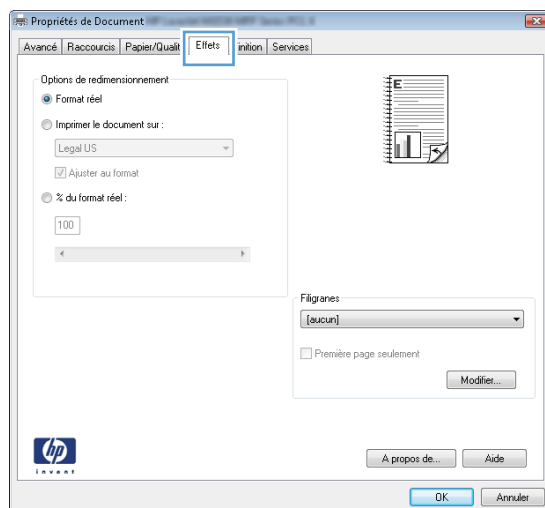 Propriétés de Document
Avancé Raccourcis Papier/Qualit Effets inition Services
Options de redimensionnement
Format réel
Imprimer le document sur :
Legal US
Ajuster au format
% du format réel :
100
E
Filigranes
[aucun]
Première page seulement
Modifier...
hp
invent
A propos de... Aide
OK Annuler